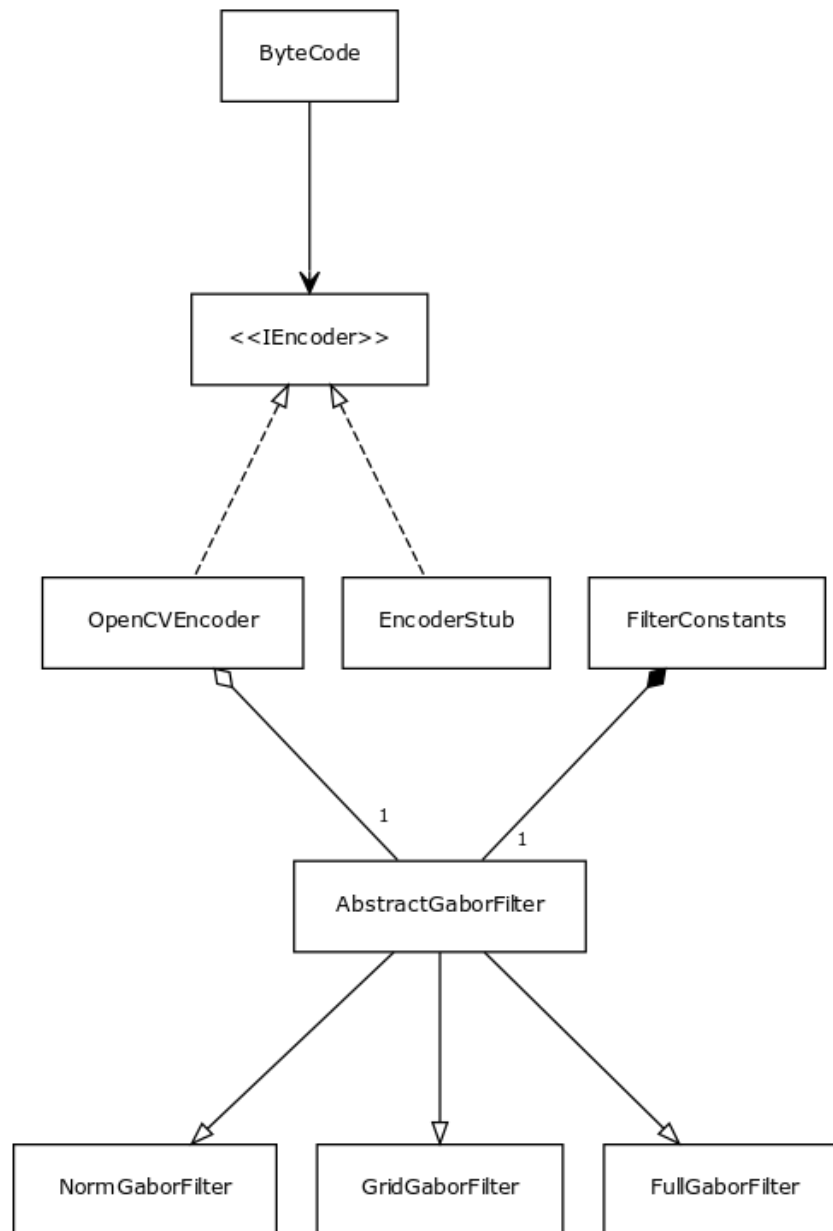 ByteCode
<<IEncoder>>
OpenCVEncoder
EncoderStub
FilterConstants
1
1
AbstractGaborFilter
NormGaborFilter
GridGaborFilter
FullGaborFilter